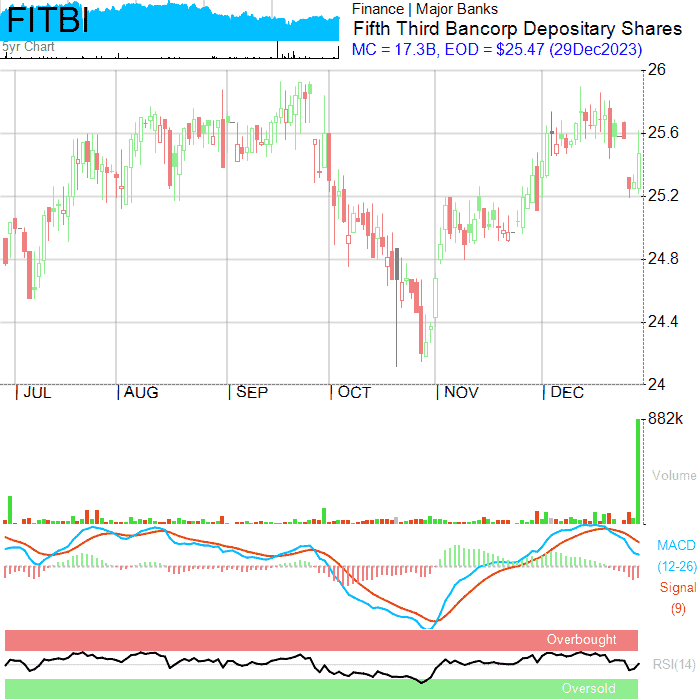 FITBI
5yr Chart
Finance | Major Banks
Fifth Third Bancorp Depositary Shares
MC = 17.3B, EOD = $25.47 (29Dec2023)
26
25.6
25.2
24.8
24.4
24
JUL AUG SEP OCT NOV DEC
882k
Volume
MACD
(12-26)
Signal
(9)
Overbought
RSI(14)
Oversold